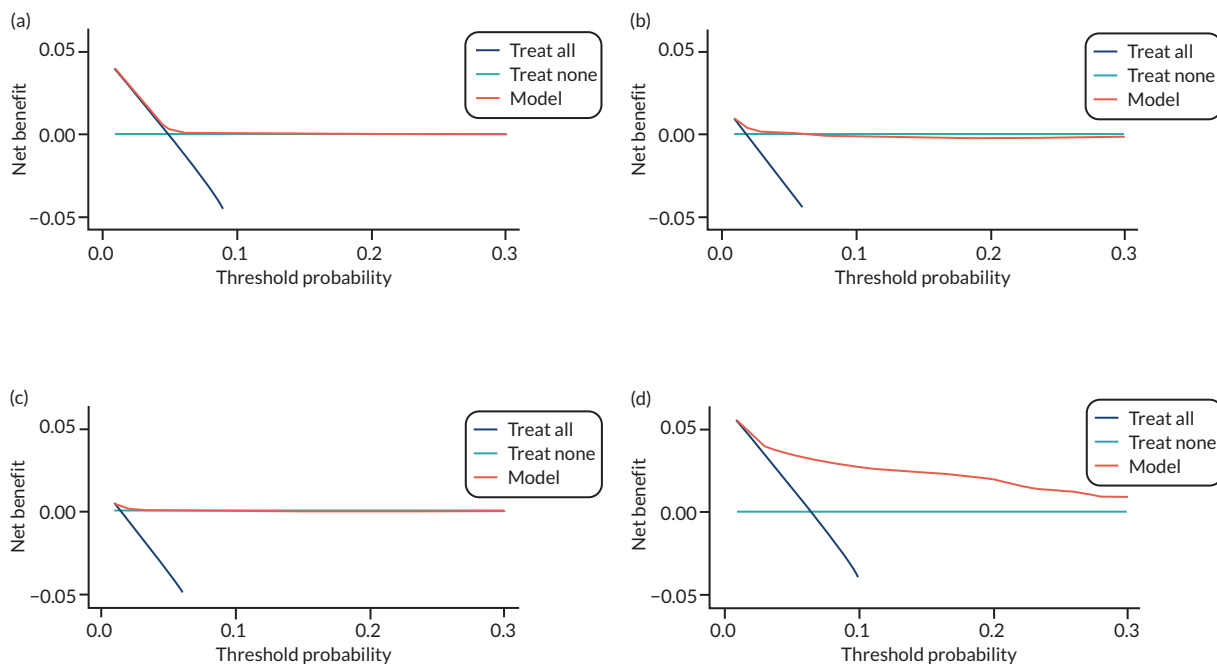 (a)
0.05
0.00
−0.05
Net benefit
0.0
0.1
0.2
0.3
Threshold probability
Treat all
Treat none
Model
(b)
0.05
0.00
−0.05
Net benefit
0.0
0.1
0.2
0.3
Threshold probability
Treat all
Treat none
Model
(c)
0.05
0.00
−0.05
Net benefit
0.0
0.1
0.2
0.3
Threshold probability
Treat all
Treat none
Model
(d)
0.05
0.00
−0.05
Net benefit
0.0
0.1
0.2
0.3
Threshold probability
Treat all
Treat none
Model